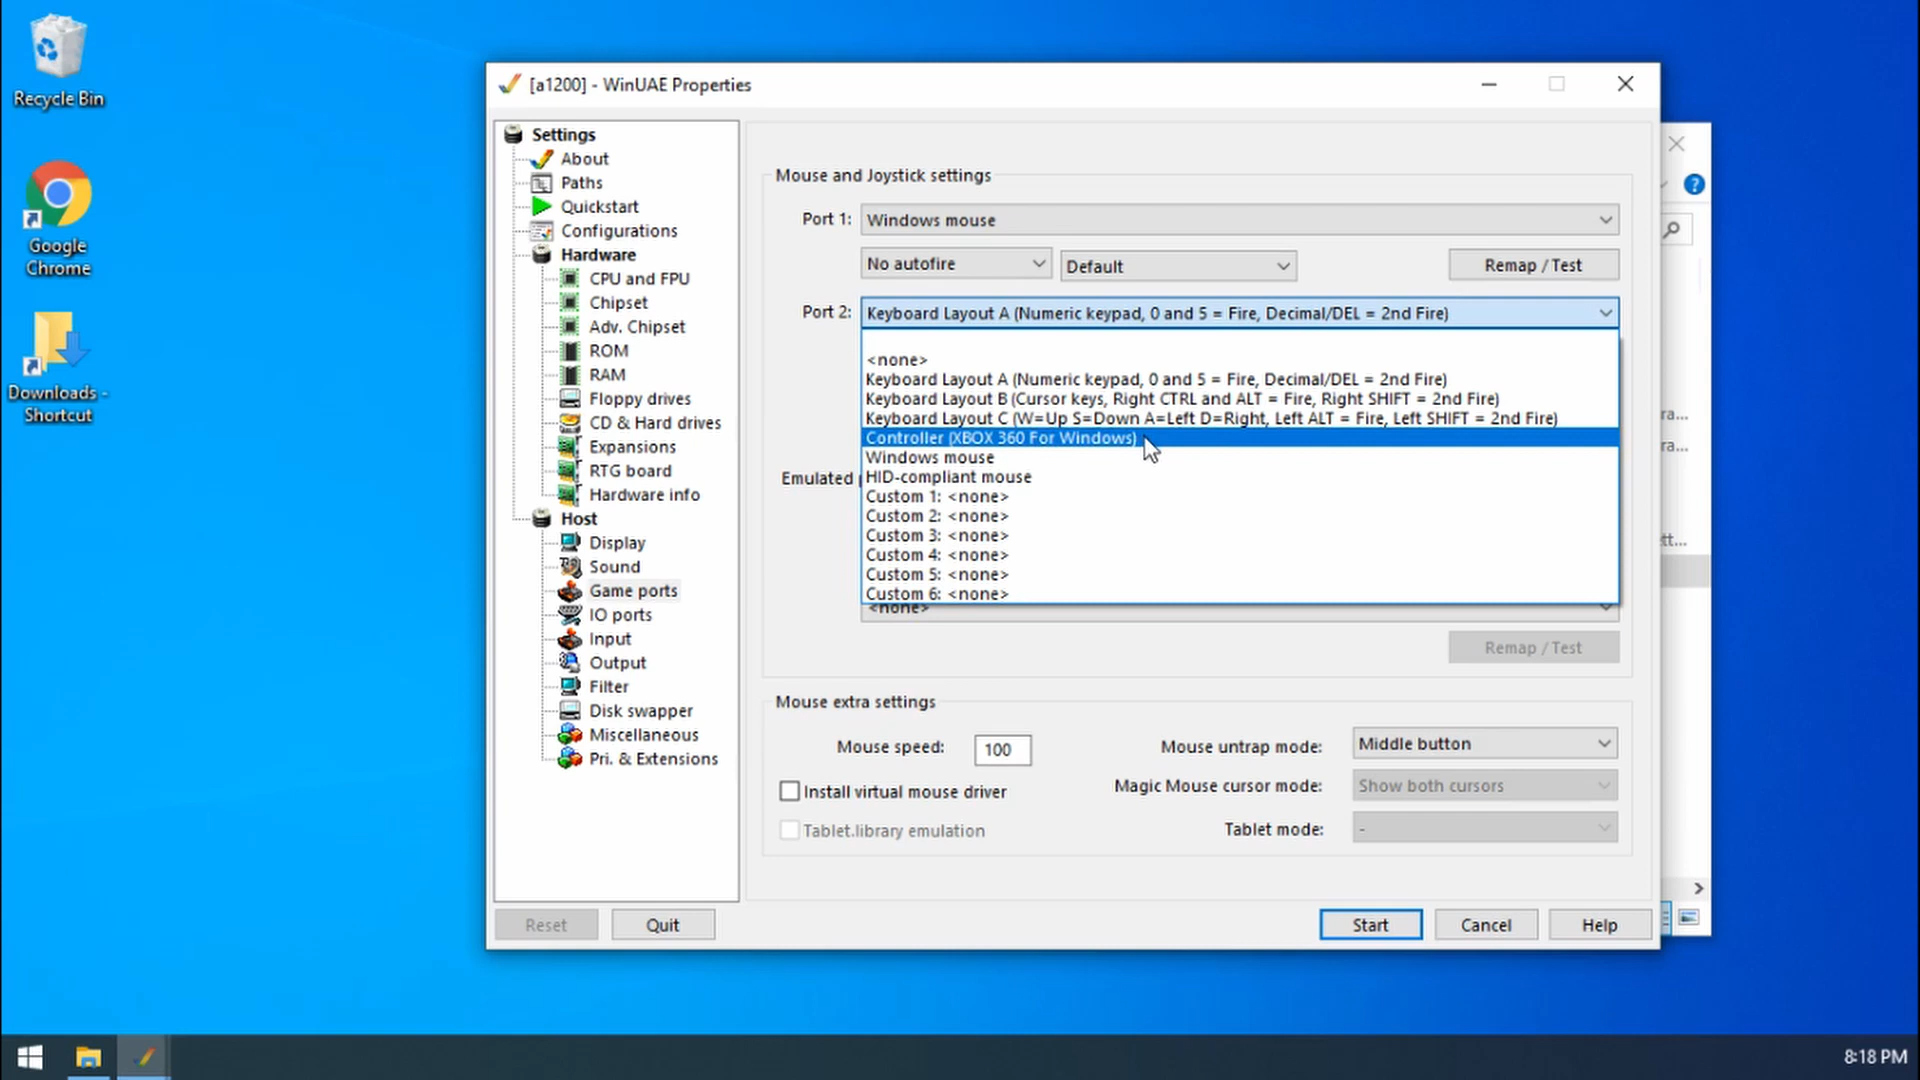 Recycle Bin
Google
Chrome
Downloads -
Shortcut
[a1200] - WinUAE Properties
Settings
About
Paths
Quickstart
Configurations
Hardware
CPU and FPU
Chipset
Adv. Chipset
ROM
RAM
Floppy drives
CD & Hard drives
Expansions
RTG board
Hardware info
Host
Display
Sound
Game ports
IO ports
Input
Output
Filter
Disk swapper
Miscellaneous
Pri. & Extensions
Mouse and Joystick settings
Port 1: Windows mouse
No autofire Default Remap / Test
Port 2: Keyboard Layout A (Numeric keypad, 0 and 5 = Fire, Decimal/DEL = 2nd Fire)
<none>
Keyboard Layout A (Numeric keypad, 0 and 5 = Fire, Decimal/DEL = 2nd Fire)
Keyboard Layout B (Cursor keys, Right CTRL and ALT = Fire, Right SHIFT = 2nd Fire)
Keyboard Layout C (W=Up S=Down A=Left D=Right, Left ALT = Fire, Left SHIFT = 2nd Fire)
Controller (XBOX 360 For Windows)
Windows mouse
HID-compliant mouse
Emulated
Custom 1: <none>
Custom 2: <none>
Custom 3: <none>
Custom 4: <none>
Custom 5: <none>
Custom 6: <none>
<none>
Remap / Test
Mouse extra settings
Mouse speed: 100 Mouse untrap mode: Middle button
Install virtual mouse driver Magic Mouse cursor mode: Show both cursors
Tablet.library emulation Tablet mode: -
Reset Quit Start Cancel Help
ra...
ra...
tt...
8:18 PM